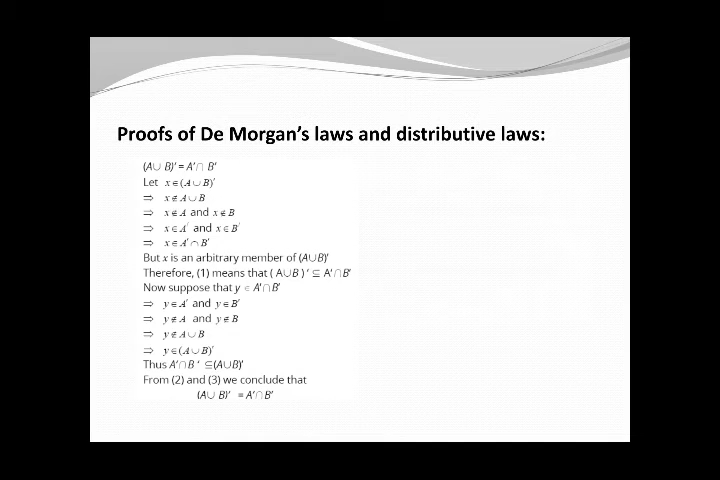 Proofs of De Morgan's laws and distributive laws:
(A∪ B)′ = A′∩ B′
Let x ∈ (A ∪ B)′
⇒ x ∉ A ∪ B
⇒ x ∉ A and x ∉ B
⇒ x ∈ A′ and x ∈ B′
⇒ x ∈ A′ ∩ B′
But x is an arbitrary member of (A∪B)′
Therefore, (1) means that ( A∪B ) ′ ⊆ A′∩B′
Now suppose that y ∈ A′∩B′
⇒ y ∈ A′ and y ∈ B′
⇒ y ∉ A and y ∉ B
⇒ y ∉ A ∪ B
⇒ y ∈ (A ∪ B)′
Thus A′∩B ′ ⊆(A∪B)′
From (2) and (3) we conclude that
(A∪ B)′ = A′∩B′